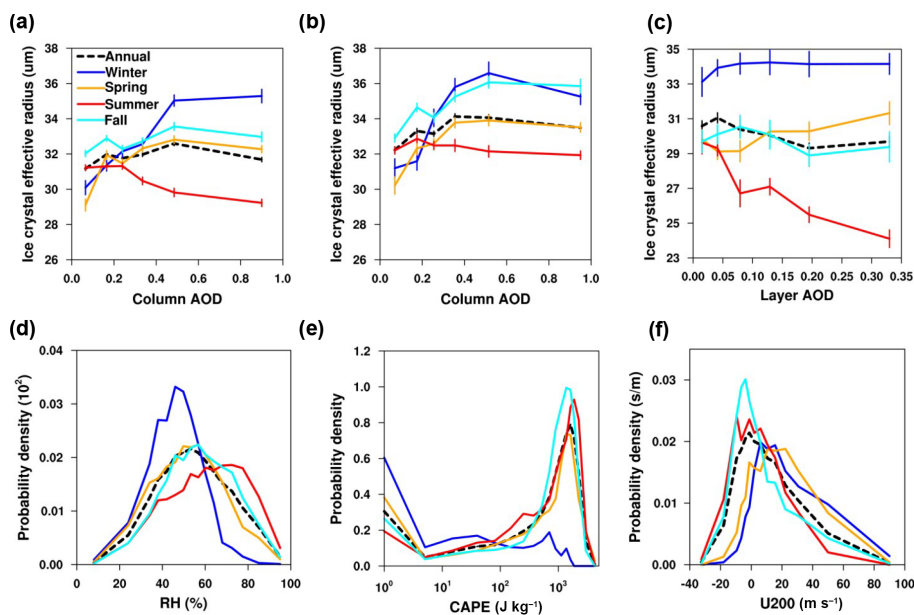 (a)
(b)
(c)
Ice crystal effective radius (um)
38
36
34
32
30
28
26
Annual
Winter
Spring
Summer
Fall
0.0 0.2 0.4 0.6 0.8 1.0
Column AOD
Ice crystal effective radius (um)
38
36
34
32
30
28
26
0.0 0.2 0.4 0.6 0.8 1.0
Column AOD
Ice crystal effective radius (um)
35
33
31
29
27
25
23
0.00 0.05 0.10 0.15 0.20 0.25 0.30 0.35
Layer AOD
(d)
(e)
(f)
Probability density (10²)
0.04
0.03
0.02
0.01
0.00
0 20 40 60 80 100
RH (%)
Probability density
1.2
1.0
0.8
0.6
0.4
0.2
0.0
10⁰ 10¹ 10² 10³
CAPE (J kg⁻¹)
Probability density (s/m)
0.03
0.02
0.01
0.00
-40 -20 0 20 40 60 80 100
U200 (m s⁻¹)